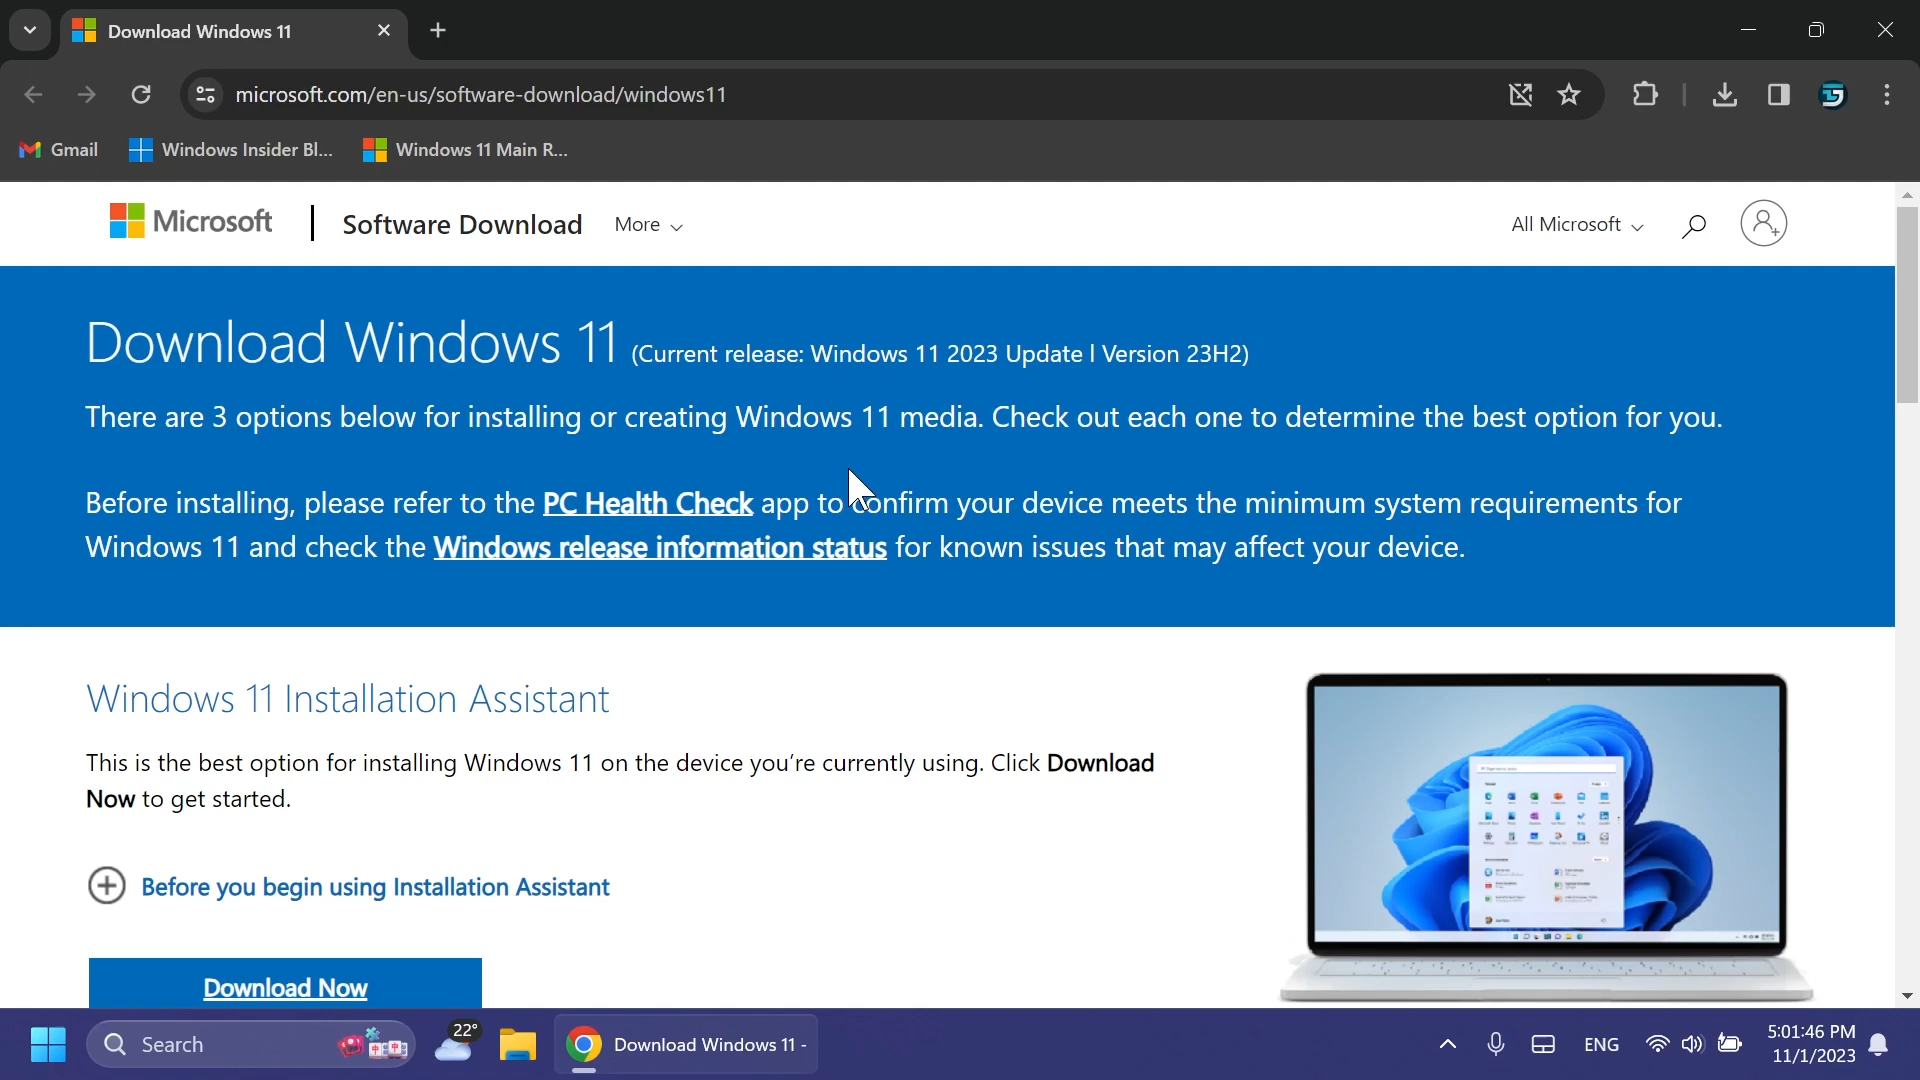 Download Windows 11
microsoft.com/en-us/software-download/windows11
Gmail
Windows Insider Bl...
Windows 11 Main R...
Microsoft
Software Download
More
All Microsoft
Download Windows 11 (Current release: Windows 11 2023 Update l Version 23H2)
There are 3 options below for installing or creating Windows 11 media. Check out each one to determine the best option for you.
Before installing, please refer to the PC Health Check app to confirm your device meets the minimum system requirements for
Windows 11 and check the Windows release information status for known issues that may affect your device.
Windows 11 Installation Assistant
This is the best option for installing Windows 11 on the device you're currently using. Click Download
Now to get started.
Before you begin using Installation Assistant
Download Now
Search
22°
Download Windows 11 -
ENG
5:01:46 PM
11/1/2023